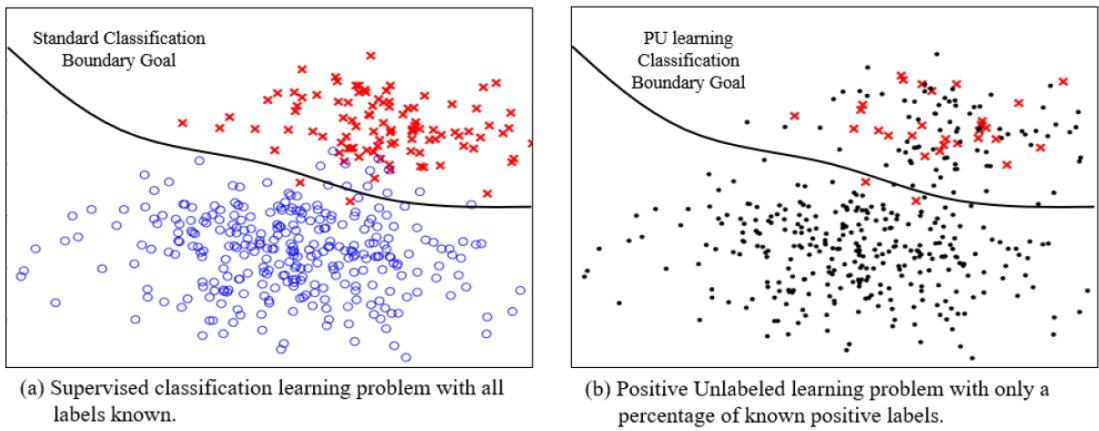 Standard Classification
Boundary Goal
PU learning
Classification
Boundary Goal
(a) Supervised classification learning problem with all
labels known.
(b) Positive Unlabeled learning problem with only a
percentage of known positive labels.